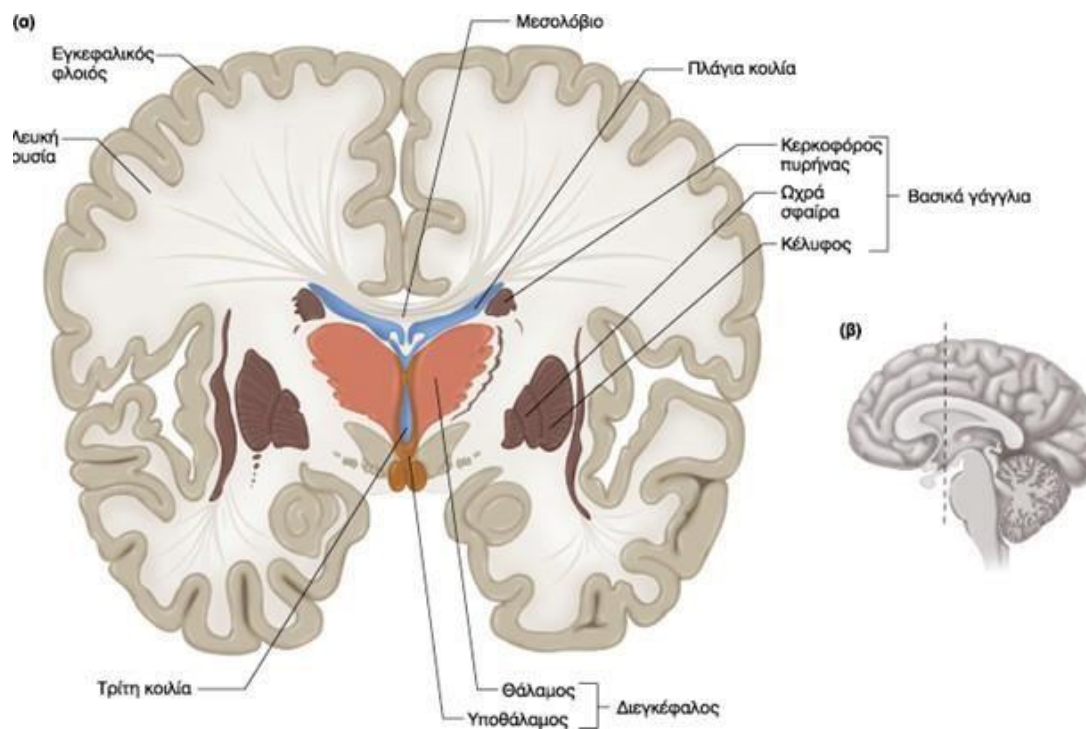 (α)
Μεσολόβιο
Εγκεφαλικός
φλοιός
Πλάγια κοιλία
λευκή
ουσία
Κερκοφόρος
πυρήνας
Ωχρά
σφαίρα
Κέλυφος
Βασικά γάγγλια
(β)
Τρίτη κοιλία
Θάλαμος
Υποθάλαμος
Διεγκέφαλος